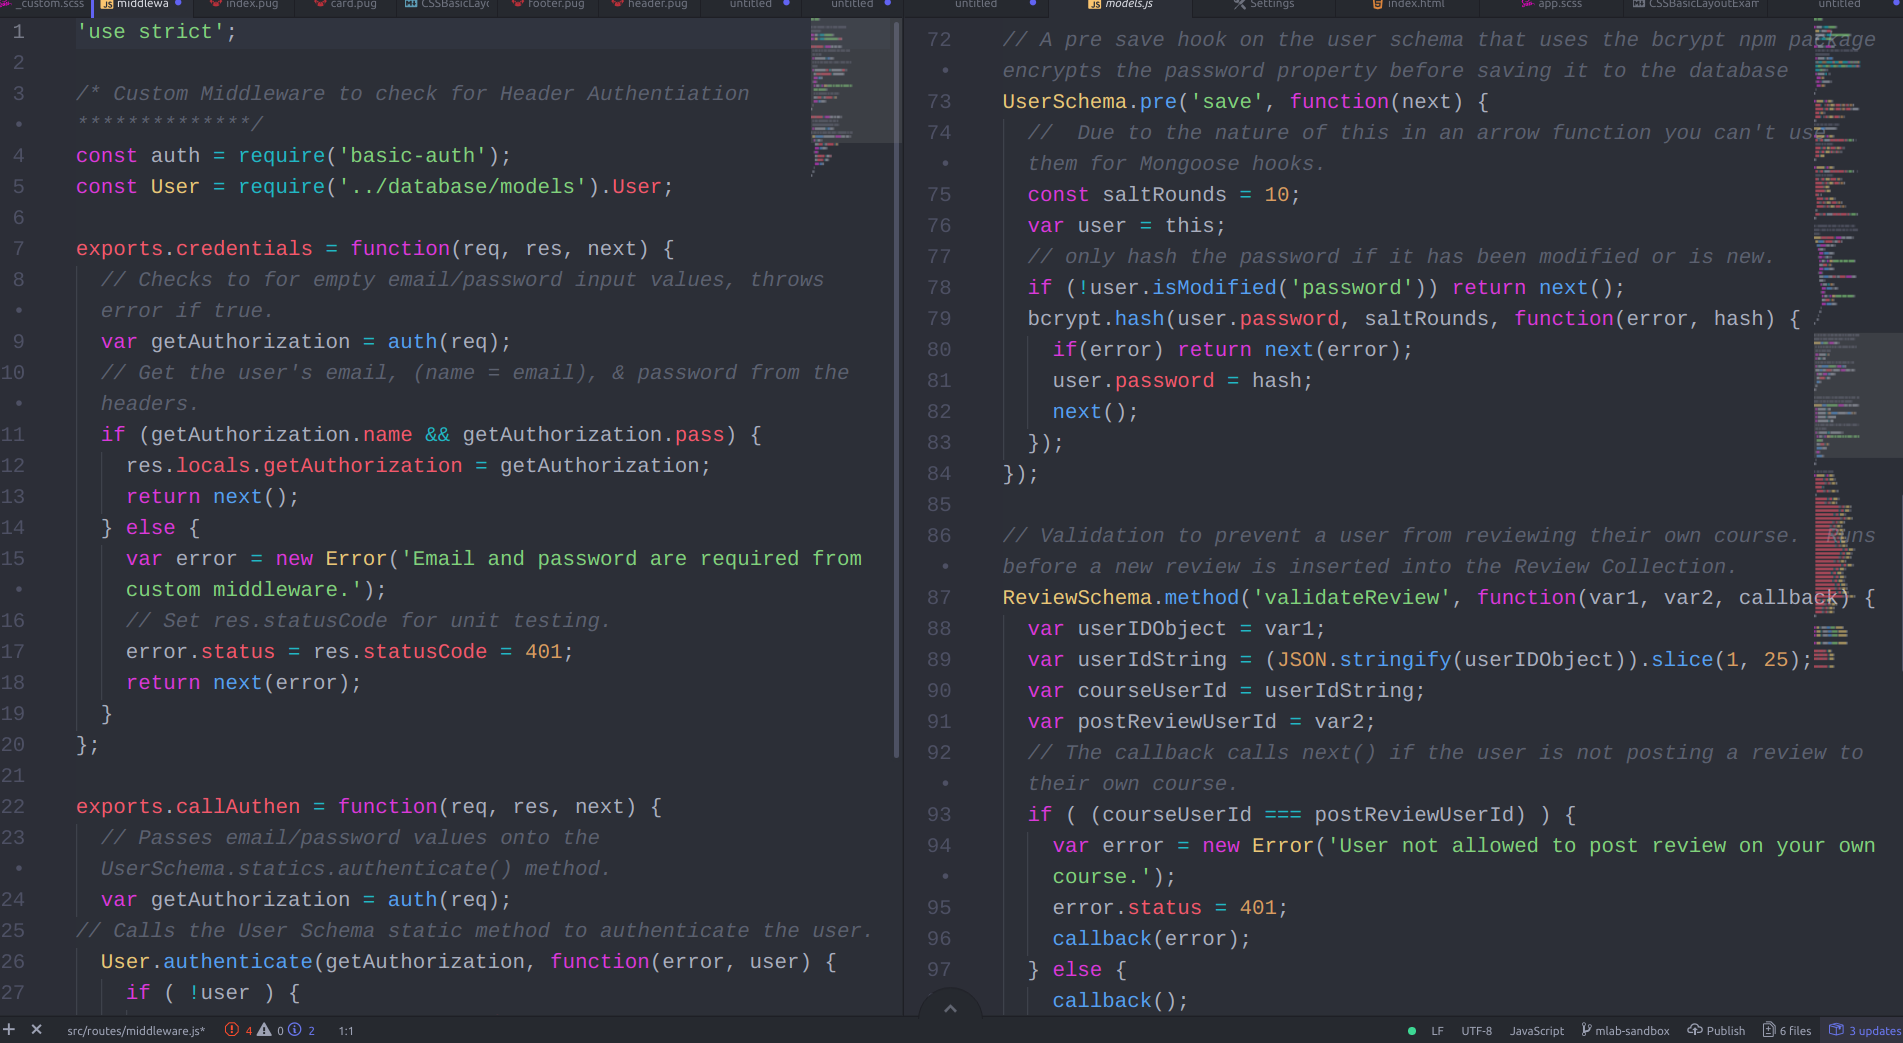 _custom.scss
middlewa
index.pug
card.pug
CSSBasicLayc
footer.pug
header.pug
untitled
untitled
untitled
models.js
Settings
index.html
app.scss
CSSBasicLayoutExam
untitled
1 'use strict';
2
3 /* Custom Middleware to check for Header Authentiation
• **************/
4 const auth = require('basic-auth');
5 const User = require('../database/models').User;
6
7 exports.credentials = function(req, res, next) {
8 // Checks to for empty email/password input values, throws
• error if true.
9 var getAuthorization = auth(req);
10 // Get the user's email, (name = email), & password from the
• headers.
11 if (getAuthorization.name && getAuthorization.pass) {
12 res.locals.getAuthorization = getAuthorization;
13 return next();
14 } else {
15 var error = new Error('Email and password are required from
• custom middleware.');
16 // Set res.statusCode for unit testing.
17 error.status = res.statusCode = 401;
18 return next(error);
19 }
20 };
21
22 exports.callAuthen = function(req, res, next) {
23 // Passes email/password values onto the
• UserSchema.statics.authenticate() method.
24 var getAuthorization = auth(req);
25 // Calls the User Schema static method to authenticate the user.
26 User.authenticate(getAuthorization, function(error, user) {
27 if ( !user ) {
72 // A pre save hook on the user schema that uses the bcrypt npm package
• encrypts the password property before saving it to the database
73 UserSchema.pre('save', function(next) {
74 //  Due to the nature of this in an arrow function you can't use
• them for Mongoose hooks.
75 const saltRounds = 10;
76 var user = this;
77 // only hash the password if it has been modified or is new.
78 if (!user.isModified('password')) return next();
79 bcrypt.hash(user.password, saltRounds, function(error, hash) {
80 if(error) return next(error);
81 user.password = hash;
82 next();
83 });
84 });
85
86 // Validation to prevent a user from reviewing their own course.  Runs
• before a new review is inserted into the Review Collection.
87 ReviewSchema.method('validateReview', function(var1, var2, callback) {
88 var userIDObject = var1;
89 var userIdString = (JSON.stringify(userIDObject)).slice(1, 25);
90 var courseUserId = userIdString;
91 var postReviewUserId = var2;
92 // The callback calls next() if the user is not posting a review to
• their own course.
93 if ( (courseUserId === postReviewUserId) ) {
94 var error = new Error('User not allowed to post review on your own
• course.');
95 error.status = 401;
96 callback(error);
97 } else {
callback();
src/routes/middleware.js* 4 0 2 1:1
LF UTF-8 JavaScript mlab-sandbox Publish 6 files 3 updates